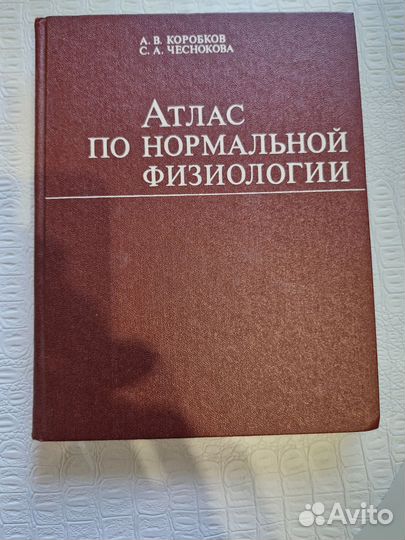 А. В. КОРОБКОВ
С. А. ЧЕСНОКОВА
АТЛАС
ПО НОРМАЛЬНОЙ
ФИЗИОЛОГИИ
Avito